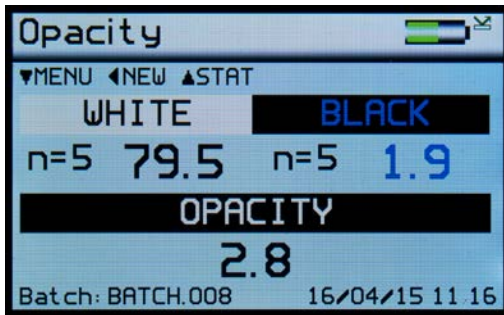 Opacity
▼MENU ◀NEW ▲STAT
WHITE BLACK
n=5 79.5 n=5 1.9
OPACITY
2.8
Batch: BATCH.008 16/04/15 11:16